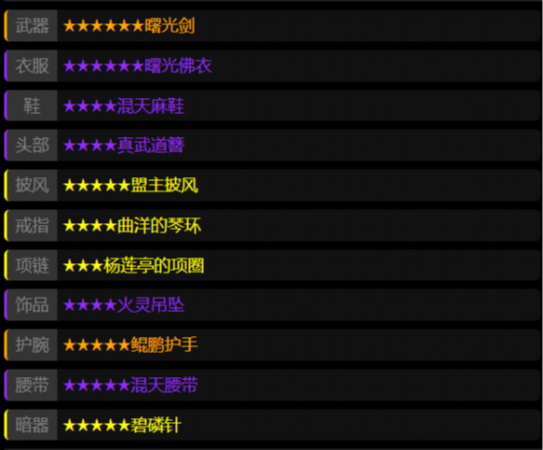 武器 ★★★★★★曙光剑
衣服 ★★★★★★曙光佛衣
鞋 ★★★★混天麻鞋
头部 ★★★★真武道簪
披风 ★★★★★盟主披风
戒指 ★★★★曲洋的琴环
项链 ★★★杨莲亭的项圈
饰品 ★★★★火灵吊坠
护腕 ★★★★★鲲鹏护手
腰带 ★★★★★混天腰带
暗器 ★★★★★碧磷针